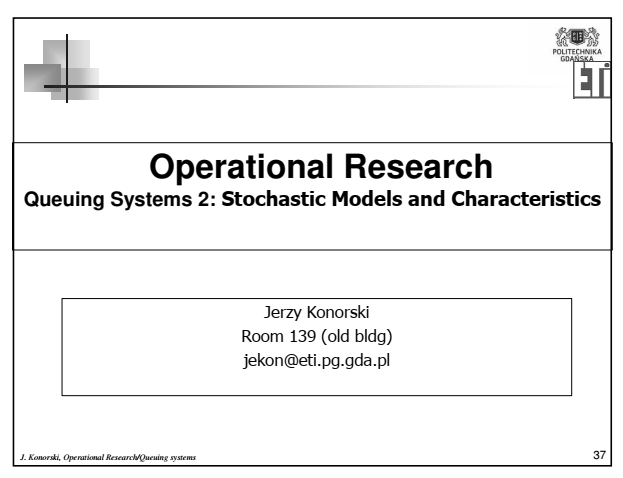 POLITECHNIKA
GDAŃSKA
ETI
Operational Research
Queuing Systems 2: Stochastic Models and Characteristics
Jerzy Konorski
Room 139 (old bldg)
jekon@eti.pg.gda.pl
J. Konorski, Operational Research/Queuing systems
37